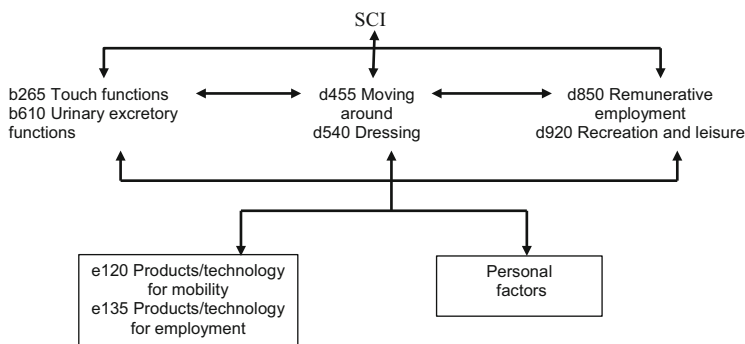 SCI
b265 Touch functions
b610 Urinary excretory
functions
d455 Moving
around
d540 Dressing
d850 Remunerative
employment
d920 Recreation and leisure
e120 Products/technology
for mobility
e135 Products/technology
for employment
Personal
factors